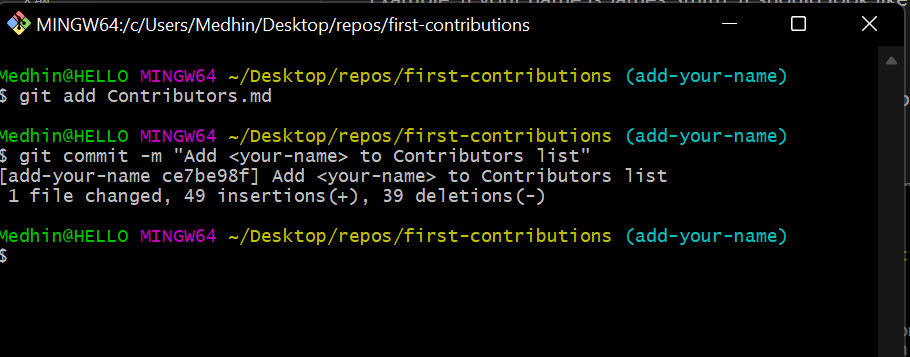 MINGW64:/c/Users/Medhin/Desktop/repos/first-contributions
Medhin@HELLO MINGW64 ~/Desktop/repos/first-contributions (add-your-name)
$ git add Contributors.md
Medhin@HELLO MINGW64 ~/Desktop/repos/first-contributions (add-your-name)
$ git commit -m "Add <your-name> to Contributors list"
[add-your-name ce7be98f] Add <your-name> to Contributors list
1 file changed, 49 insertions(+), 39 deletions(-)
Medhin@HELLO MINGW64 ~/Desktop/repos/first-contributions (add-your-name)
$